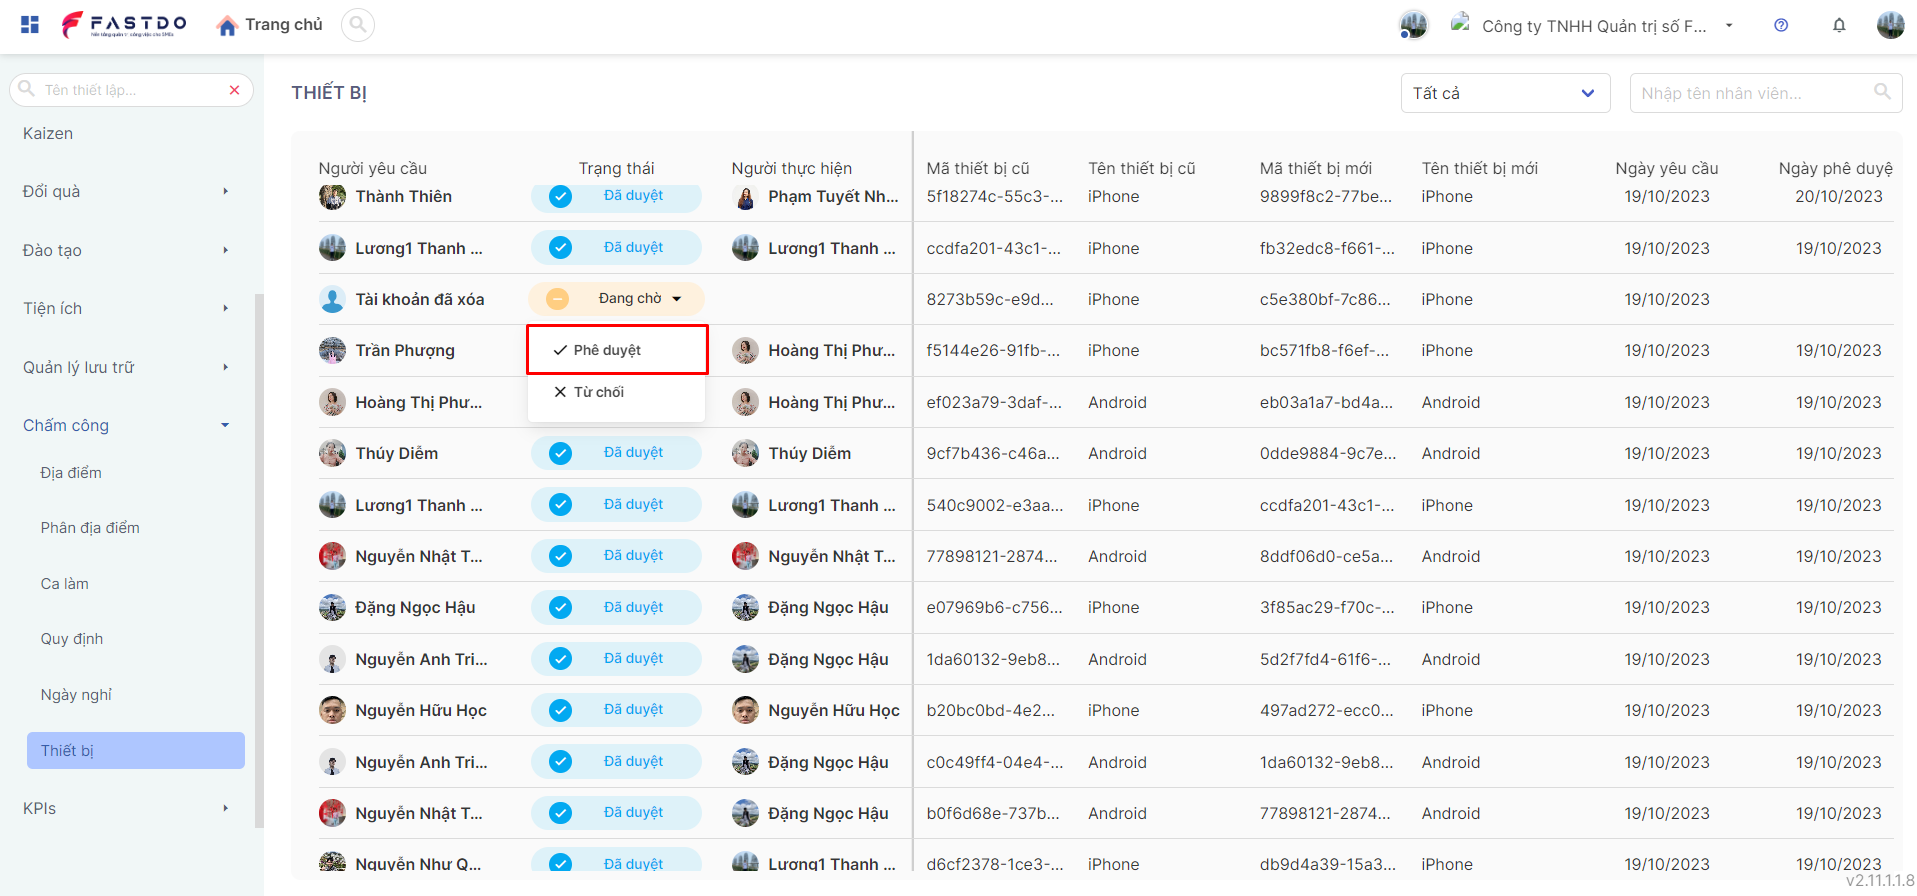 FASTDO
Nền tảng quản trị công việc cho SMEs
Trang chủ
Công ty TNHH Quản trị số F...
Tên thiết lập...
Kaizen
Đổi quà
Đào tạo
Tiện ích
Quản lý lưu trữ
Chấm công
Địa điểm
Phân địa điểm
Ca làm
Quy định
Ngày nghỉ
Thiết bị
KPIs
THIẾT BỊ
Tất cả
Nhập tên nhân viên...
Người yêu cầu Trạng thái Người thực hiện Mã thiết bị cũ Tên thiết bị cũ Mã thiết bị mới Tên thiết bị mới Ngày yêu cầu Ngày phê duyệ
Thành Thiên Đã duyệt Phạm Tuyết Nh... 5f18274c-55c3-... iPhone 9899f8c2-77be... iPhone 19/10/2023 20/10/2023
Lương1 Thanh ... Đã duyệt Lương1 Thanh ... ccdfa201-43c1-... iPhone fb32edc8-f661-... iPhone 19/10/2023 19/10/2023
Tài khoản đã xóa Đang chờ 8273b59c-e9d... iPhone c5e380bf-7c86... iPhone 19/10/2023
Trần Phượng Phê duyệt Hoàng Thị Phư... f5144e26-91fb-... iPhone bc571fb8-f6ef-... iPhone 19/10/2023 19/10/2023
Hoàng Thị Phư... Từ chối Hoàng Thị Phư... ef023a79-3daf-... Android eb03a1a7-bd4a... Android 19/10/2023 19/10/2023
Thúy Diễm Đã duyệt Thúy Diễm 9cf7b436-c46a... Android 0dde9884-9c7e... Android 19/10/2023 19/10/2023
Lương1 Thanh ... Đã duyệt Lương1 Thanh ... 540c9002-e3aa... iPhone ccdfa201-43c1-... iPhone 19/10/2023 19/10/2023
Nguyễn Nhật T... Đã duyệt Nguyễn Nhật T... 77898121-2874... Android 8ddf06d0-ce5a... Android 19/10/2023 19/10/2023
Đặng Ngọc Hậu Đã duyệt Đặng Ngọc Hậu e07969b6-c756... iPhone 3f85ac29-f70c-... iPhone 19/10/2023 19/10/2023
Nguyễn Anh Tri... Đã duyệt Đặng Ngọc Hậu 1da60132-9eb8... Android 5d2f7fd4-61f6-... Android 19/10/2023 19/10/2023
Nguyễn Hữu Học Đã duyệt Nguyễn Hữu Học b20bc0bd-4e2... iPhone 497ad272-ecc0... iPhone 19/10/2023 19/10/2023
Nguyễn Anh Tri... Đã duyệt Đặng Ngọc Hậu c0c49ff4-04e4-... Android 1da60132-9eb8... Android 19/10/2023 19/10/2023
Nguyễn Nhật T... Đã duyệt Đặng Ngọc Hậu b0f6d68e-737b... Android 77898121-2874... Android 19/10/2023 19/10/2023
Nguyễn Như Q... Đã duyệt Lương1 Thanh ... d6cf2378-1ce3-... iPhone db9d4a39-15a3... iPhone 19/10/2023 19/10/2023
v2.11.1.1.8